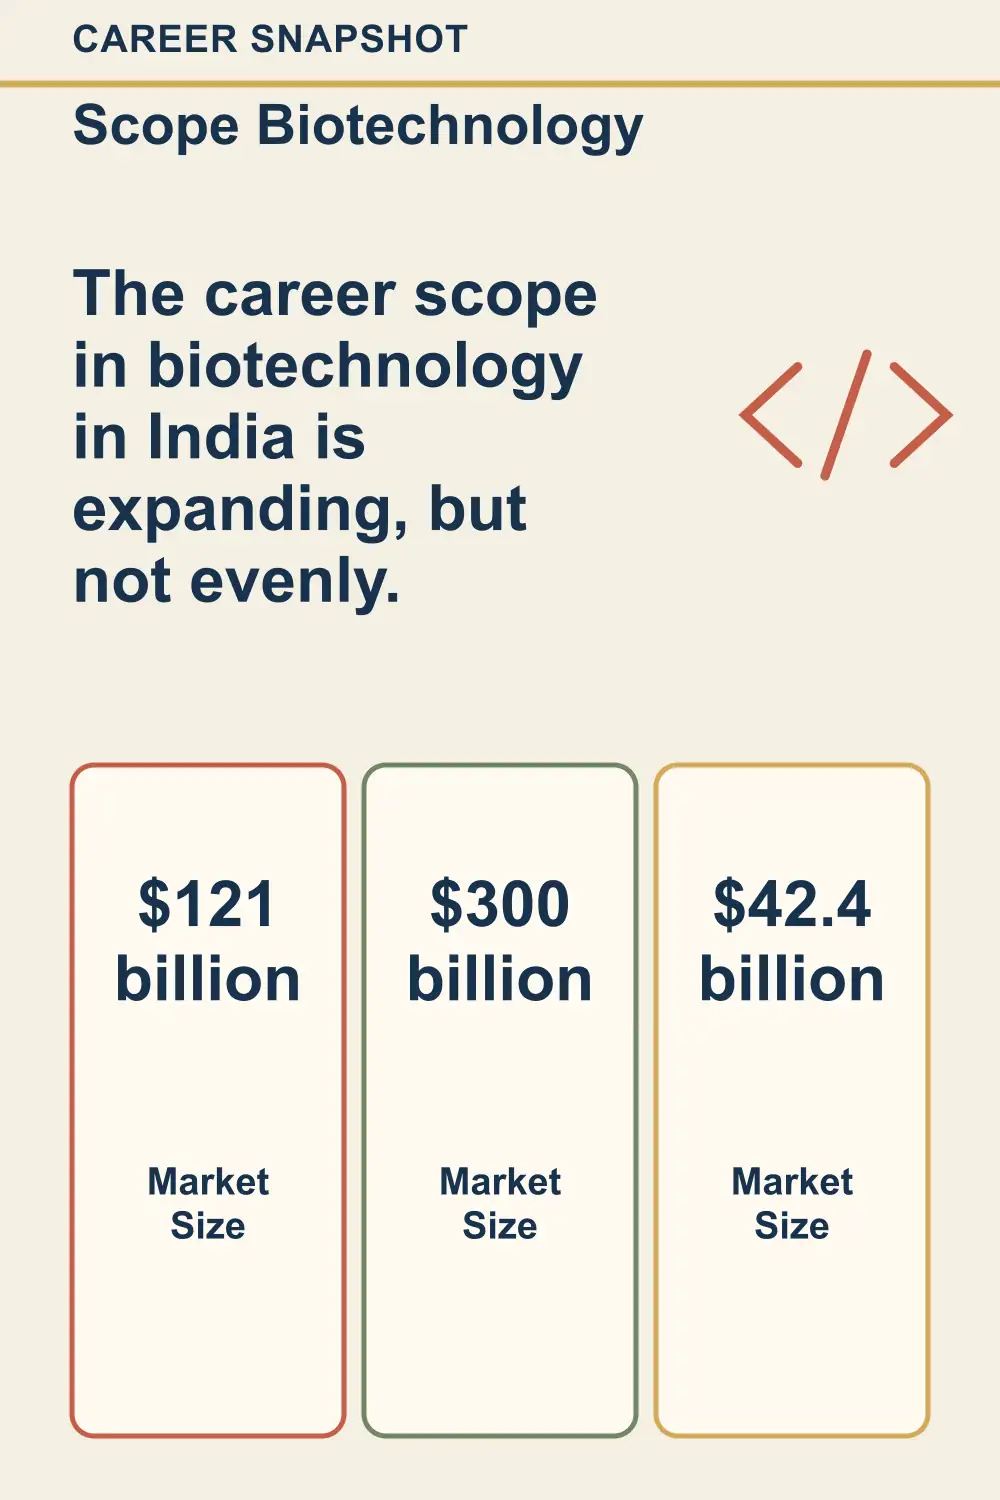 CAREER SNAPSHOT
Scope Biotechnology
The career scope
in biotechnology
in India is
expanding, but
not evenly.
$121
billion
Market
Size
$300
billion
Market
Size
$42.4
billion
Market
Size